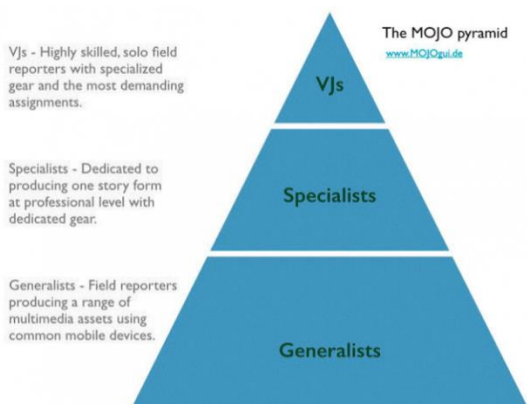 The MOJO pyramid
www.MOJOgui.de
VJs - Highly skilled, solo field
reporters with specialized
gear and the most demanding
assignments.
VJs
Specialists - Dedicated to
producing one story form
at professional level with
dedicated gear.
Specialists
Generalists - Field reporters
producing a range of
multimedia assets using
common mobile devices.
Generalists